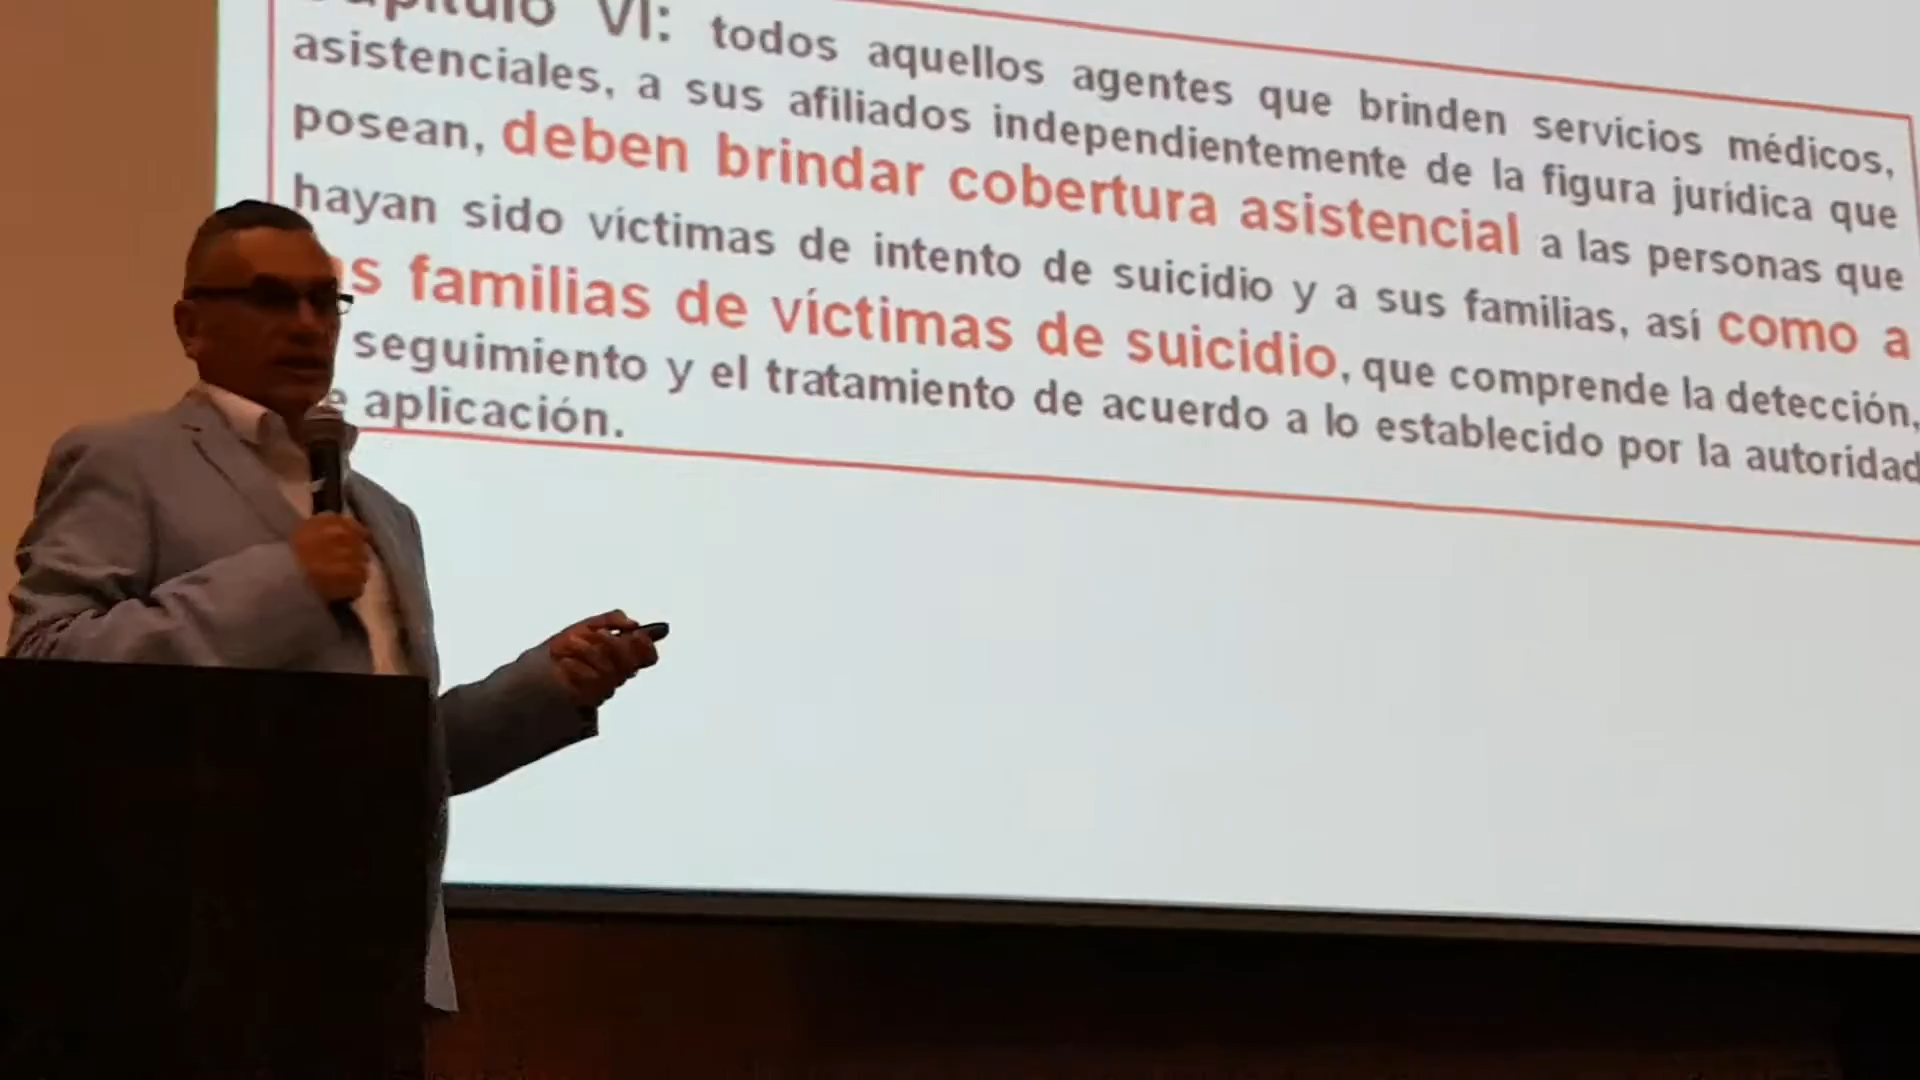 Capítulo VI: todos aquellos agentes que brinden servicios médicos,
asistenciales, a sus afiliados independientemente de la figura jurídica que
posean, deben brindar cobertura asistencial a las personas que
hayan sido víctimas de intento de suicidio y a sus familias, así como a
familias de víctimas de suicidio, que comprende la detección,
seguimiento y el tratamiento de acuerdo a lo establecido por la autoridad
aplicación.